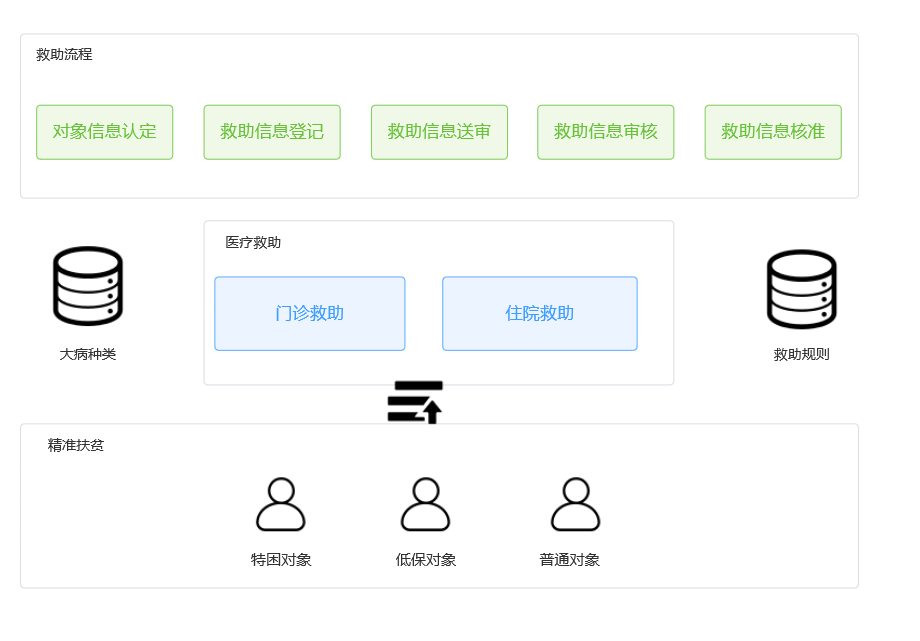 救助流程
对象信息认定
救助信息登记
救助信息送审
救助信息审核
救助信息核准
医疗救助
门诊救助
住院救助
大病种类
救助规则
精准扶贫
特困对象
低保对象
普通对象